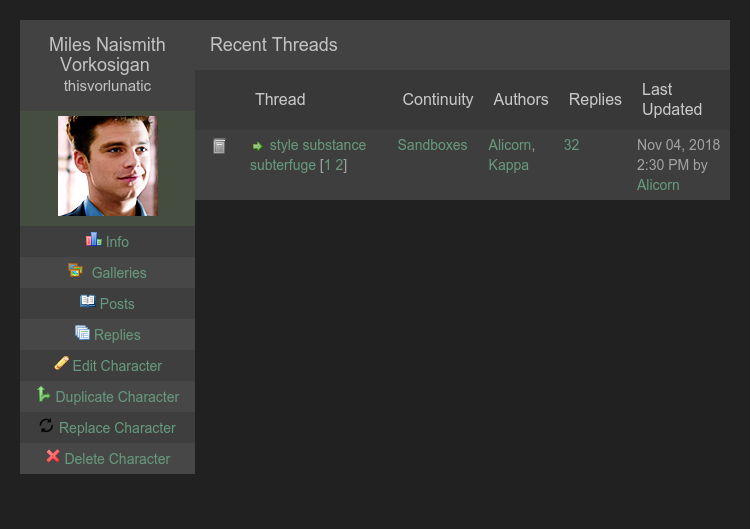 Miles Naismith
Vorkosigan
thisvorlunatic
Info
Galleries
Posts
Replies
Edit Character
Duplicate Character
Replace Character
Delete Character
Recent Threads
Thread Continuity Authors Replies Last Updated
style substance subterfuge [1 2] Sandboxes Alicorn, Kappa 32 Nov 04, 2018 2:30 PM by Alicorn